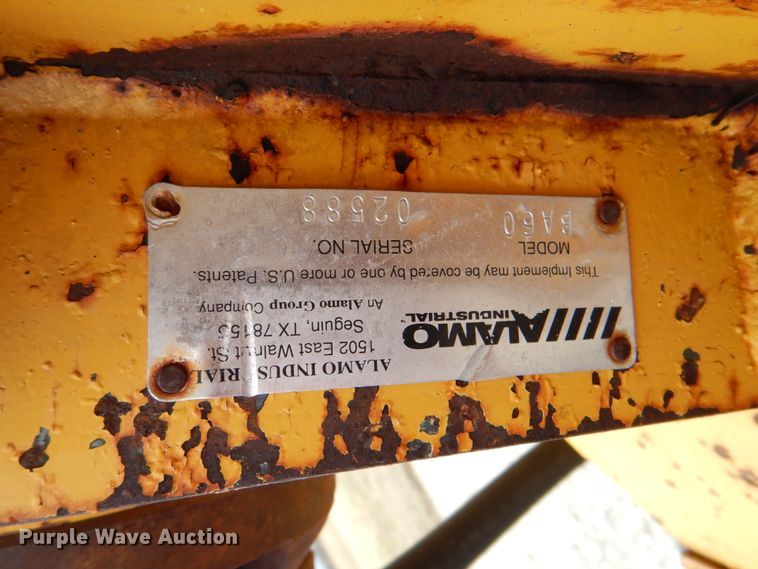 ALAMO INDUSTRIAL
1502 East Walnut St.
Seguin, TX 78155
An Alamo Group Company
ALAMO
INDUSTRIAL
This Implement may be covered by one or more U.S. Patents.
MODEL SERIAL NO.
BA60 02588
Purple Wave Auction